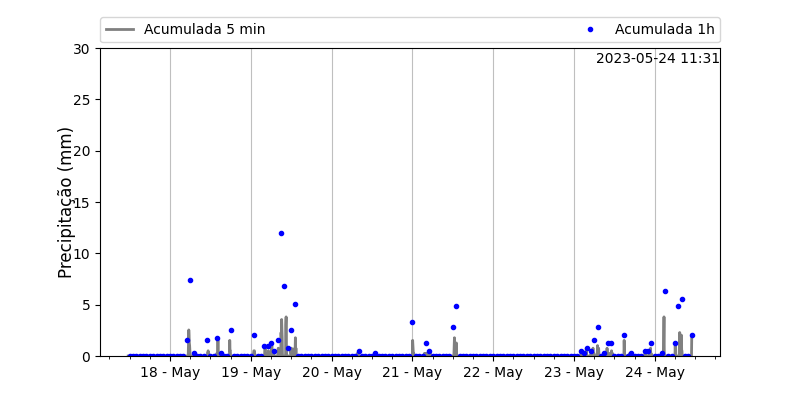 Acumulada 5 min
Acumulada 1h
2023-05-24 11:31
Precipitação (mm)
30
25
20
15
10
5
0
18 - May
19 - May
20 - May
21 - May
22 - May
23 - May
24 - May